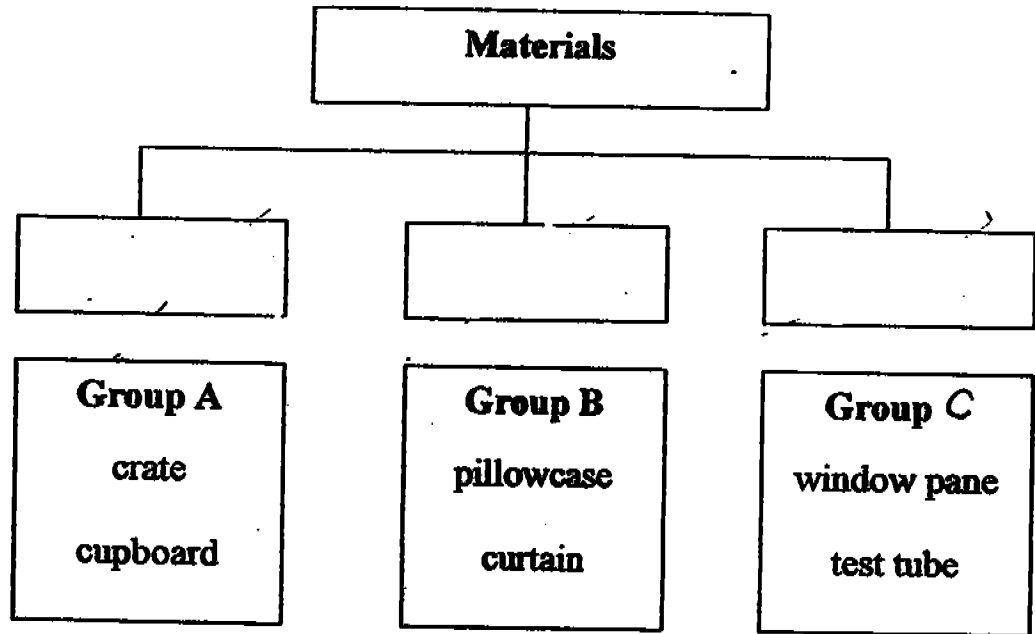 Materials
Group A
crate
cupboard
Group B
pillowcase
curtain
Group C
window pane
test tube